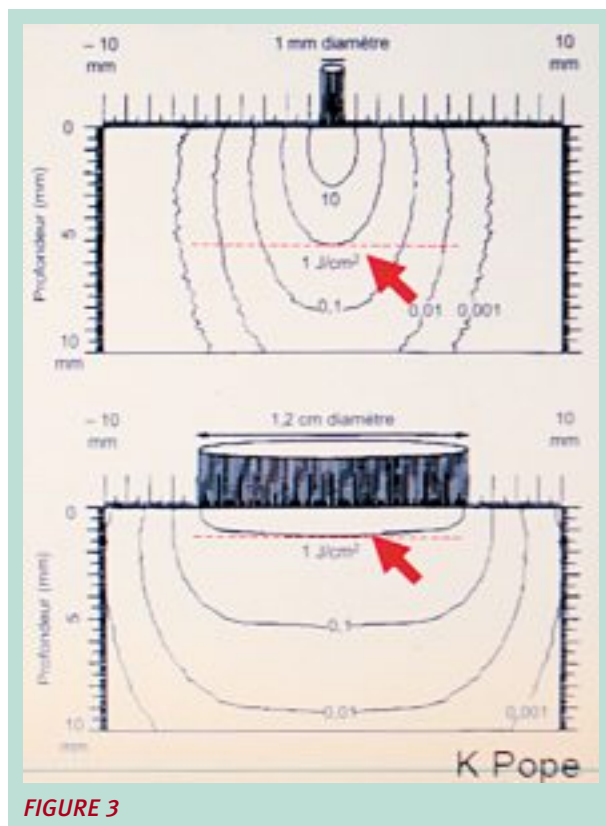 – 10
mm
1 mm diamètre
10
mm
0
5
10
mm
Profondeur (mm)
10
1 J/cm²
0,1
0,01
0,001
– 10
mm
1,2 cm diamètre
10
mm
0
5
10
mm
Profondeur (mm)
1 J/cm²
0,1
0,01
0,001
K Pope
FIGURE 3